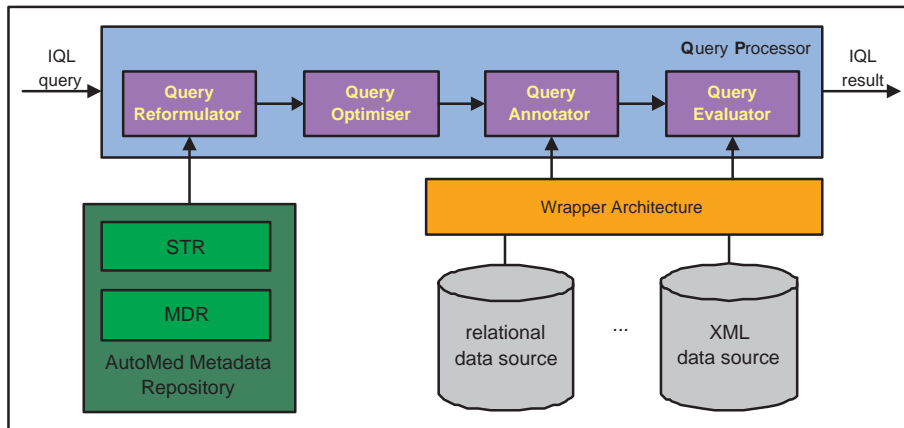 IQL
query
Query Processor
IQL
result
Query
Reformulator
Query
Optimiser
Query
Annotator
Query
Evaluator
Wrapper Architecture
STR
MDR
AutoMed Metadata
Repository
relational
data source
...
XML
data source